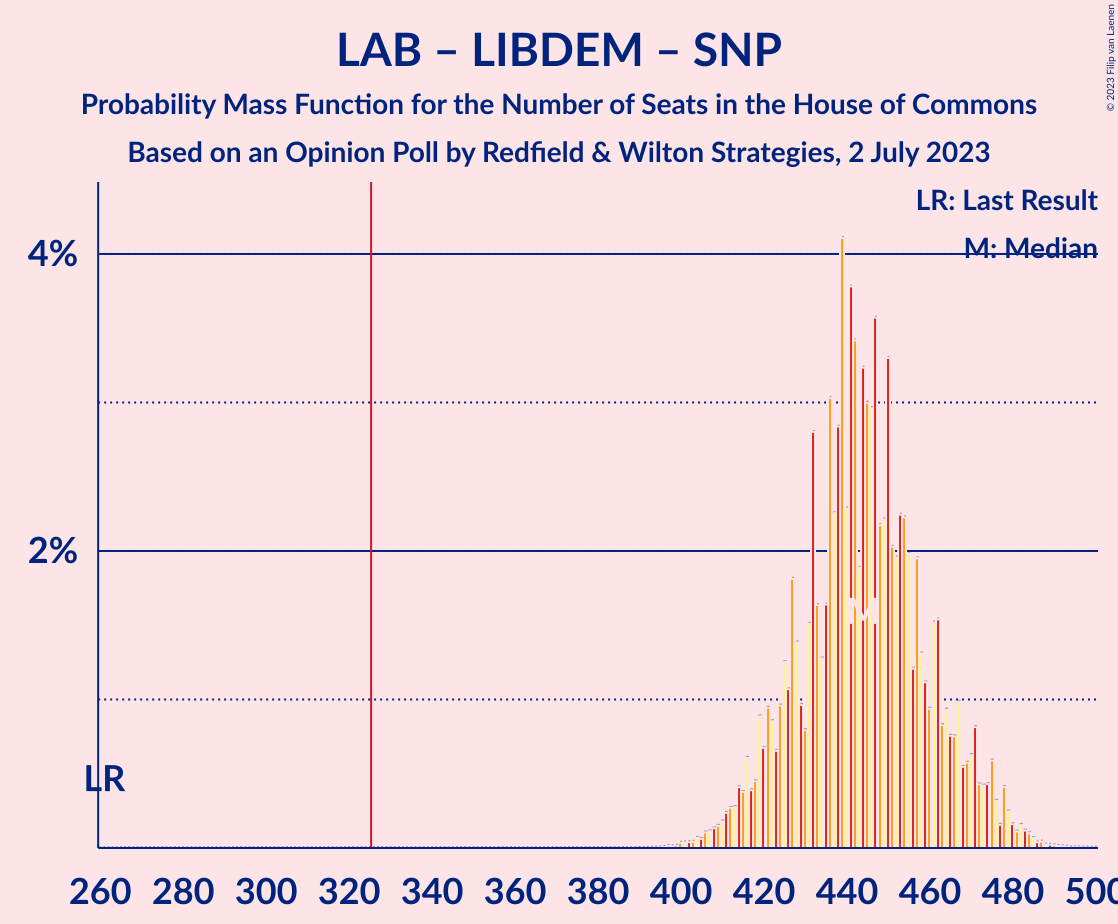 LAB – LIBDEM – SNP
Probability Mass Function for the Number of Seats in the House of Commons
Based on an Opinion Poll by Redfield & Wilton Strategies, 2 July 2023
© 2023 Filip van Laenen
LR: Last Result
M: Median
4%
2%
M
LR
260 280 300 320 340 360 380 400 420 440 460 480 500